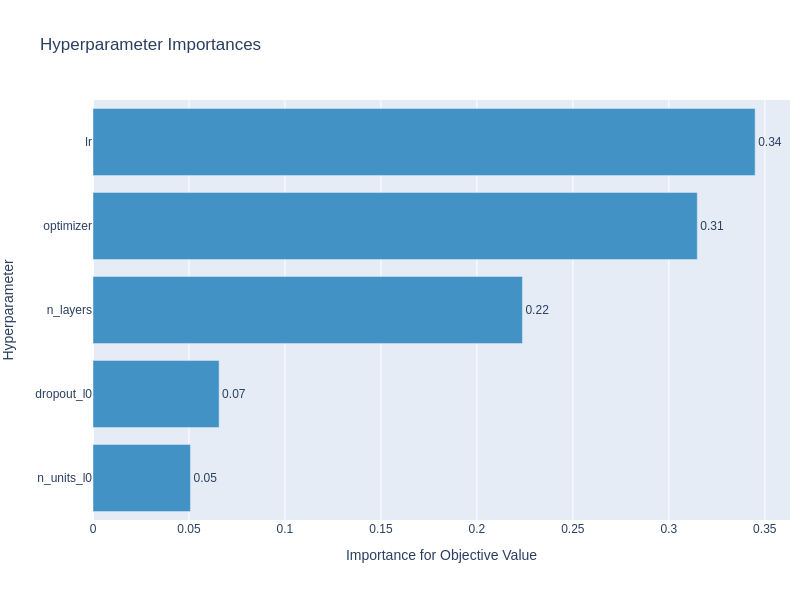 Hyperparameter Importances
lr
0.34
optimizer
0.31
n_layers
0.22
dropout_l0
0.07
n_units_l0
0.05
Hyperparameter
0 0.05 0.1 0.15 0.2 0.25 0.3 0.35
Importance for Objective Value